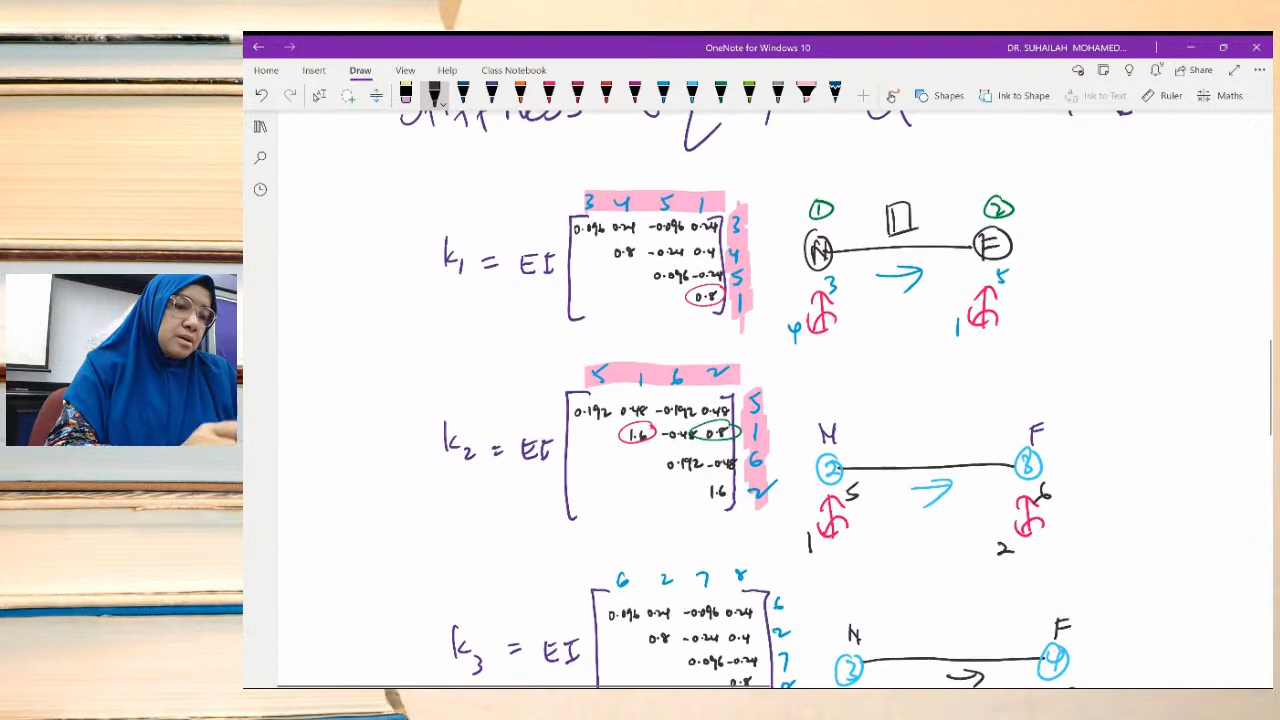 OneNote for Windows 10
DR. SUHAILAH MOHAMED...
Home Insert Draw View Help Class Notebook
Share
Shapes Ink to Shape Ink to Text Ruler Maths
3 4 5 1
k1 = EI
0.096 0.24 -0.096 0.24 3
0.8 -0.24 0.4 4
0.096 -0.24 5
0.8 1
1 2
N F
3 5
4 1
5 1 6 2
k2 = EI
0.192 0.48 -0.192 0.48 5
1.6 -0.48 0.8 1
0.192 -0.48 6
1.6 2
N F
2 3
5 6
1 2
6 2 7 8
k3 = EI
0.096 0.24 -0.096 0.24 6
0.8 -0.24 0.4 2
0.096 -0.24 7
0.8
N F
3 4